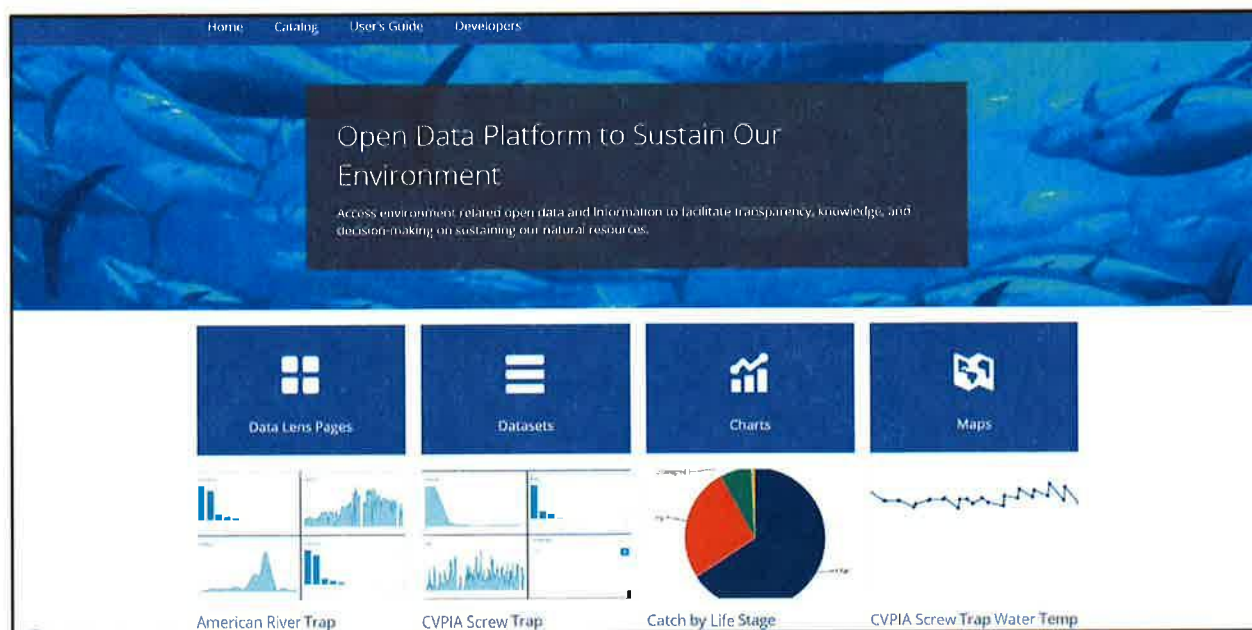 Home Catalog User's Guide Developers
Open Data Platform to Sustain Our
Environment
Access environment related open data and information to facilitate transparency, knowledge, and
decision-making on sustaining our natural resources.
Data Lens Pages Datasets Charts Maps
American River Trap CVPIA Screw Trap Catch by Life Stage CVPIA Screw Trap Water Temp